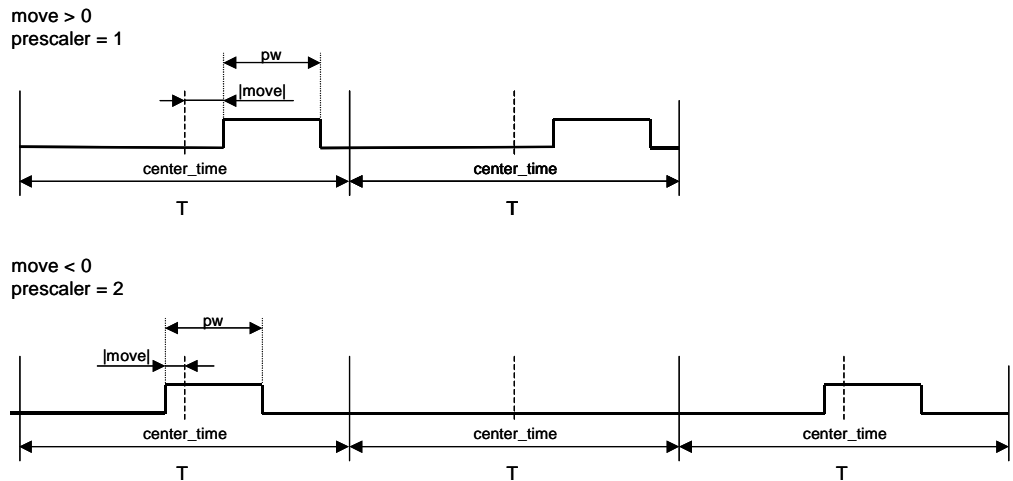 move > 0
prescaler = 1
pw
|move|
center_time
center_time
T
T
move < 0
prescaler = 2
pw
|move|
center_time
center_time
center_time
T
T
T